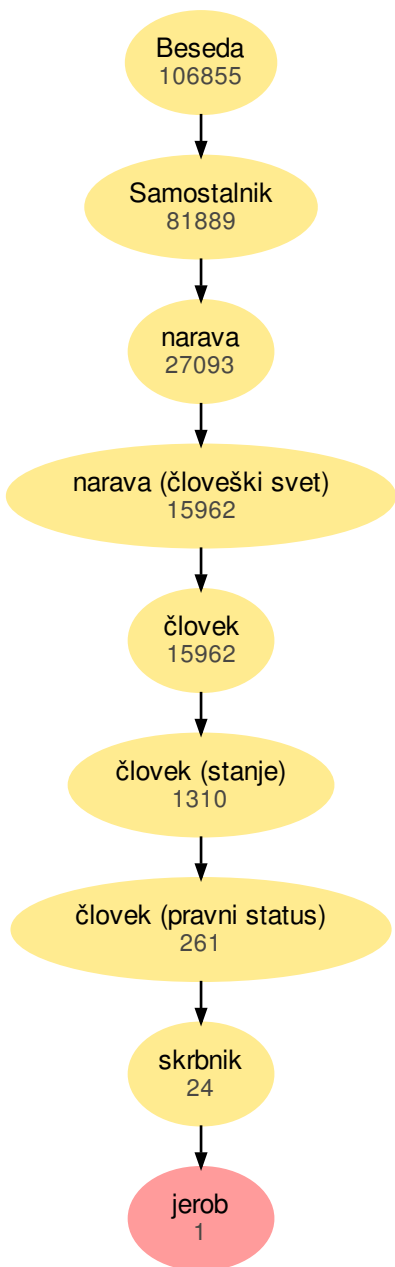 Beseda
106855
Samostalnik
81889
narava
27093
narava (človeški svet)
15962
človek
15962
človek (stanje)
1310
človek (pravni status)
261
skrbnik
24
jerob
1